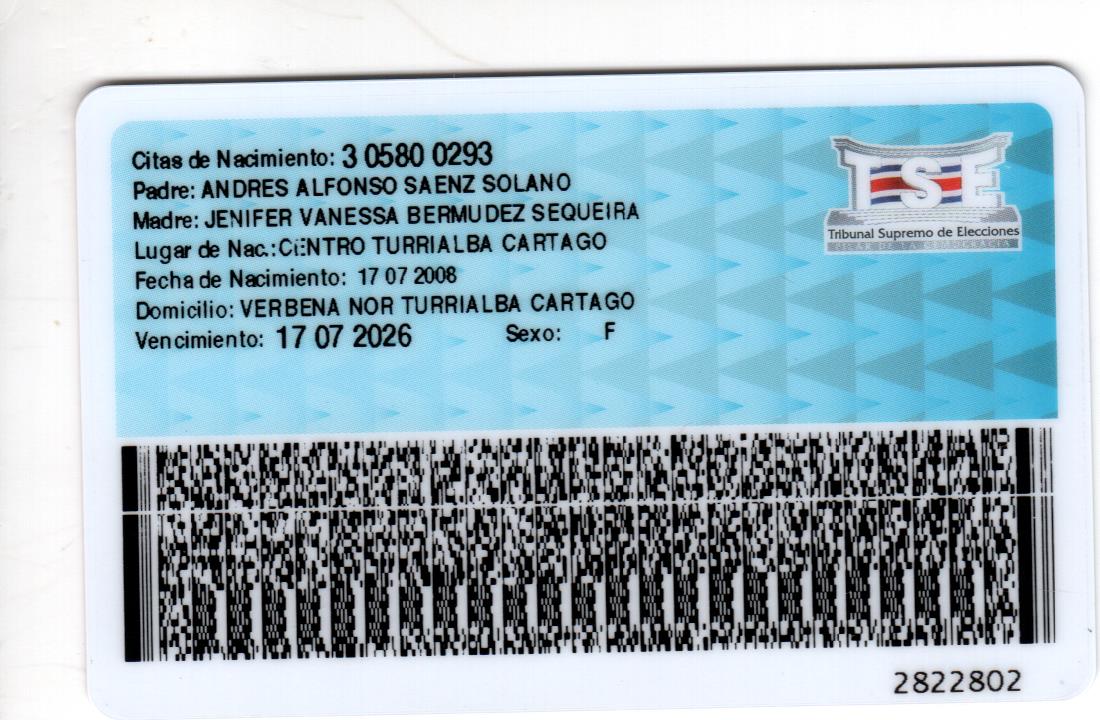 Citas de Nacimiento: 3 0580 0293
Padre: ANDRES ALFONSO SAENZ SOLANO
Madre: JENIFER VANESSA BERMUDEZ SEQUEIRA
Lugar de Nac.: CENTRO TURRIALBA CARTAGO
Fecha de Nacimiento: 17 07 2008
Domicilio: VERBENA NOR TURRIALBA CARTAGO
Vencimiento: 17 07 2026 Sexo: F
TSE
Tribunal Supremo de Elecciones
2822802